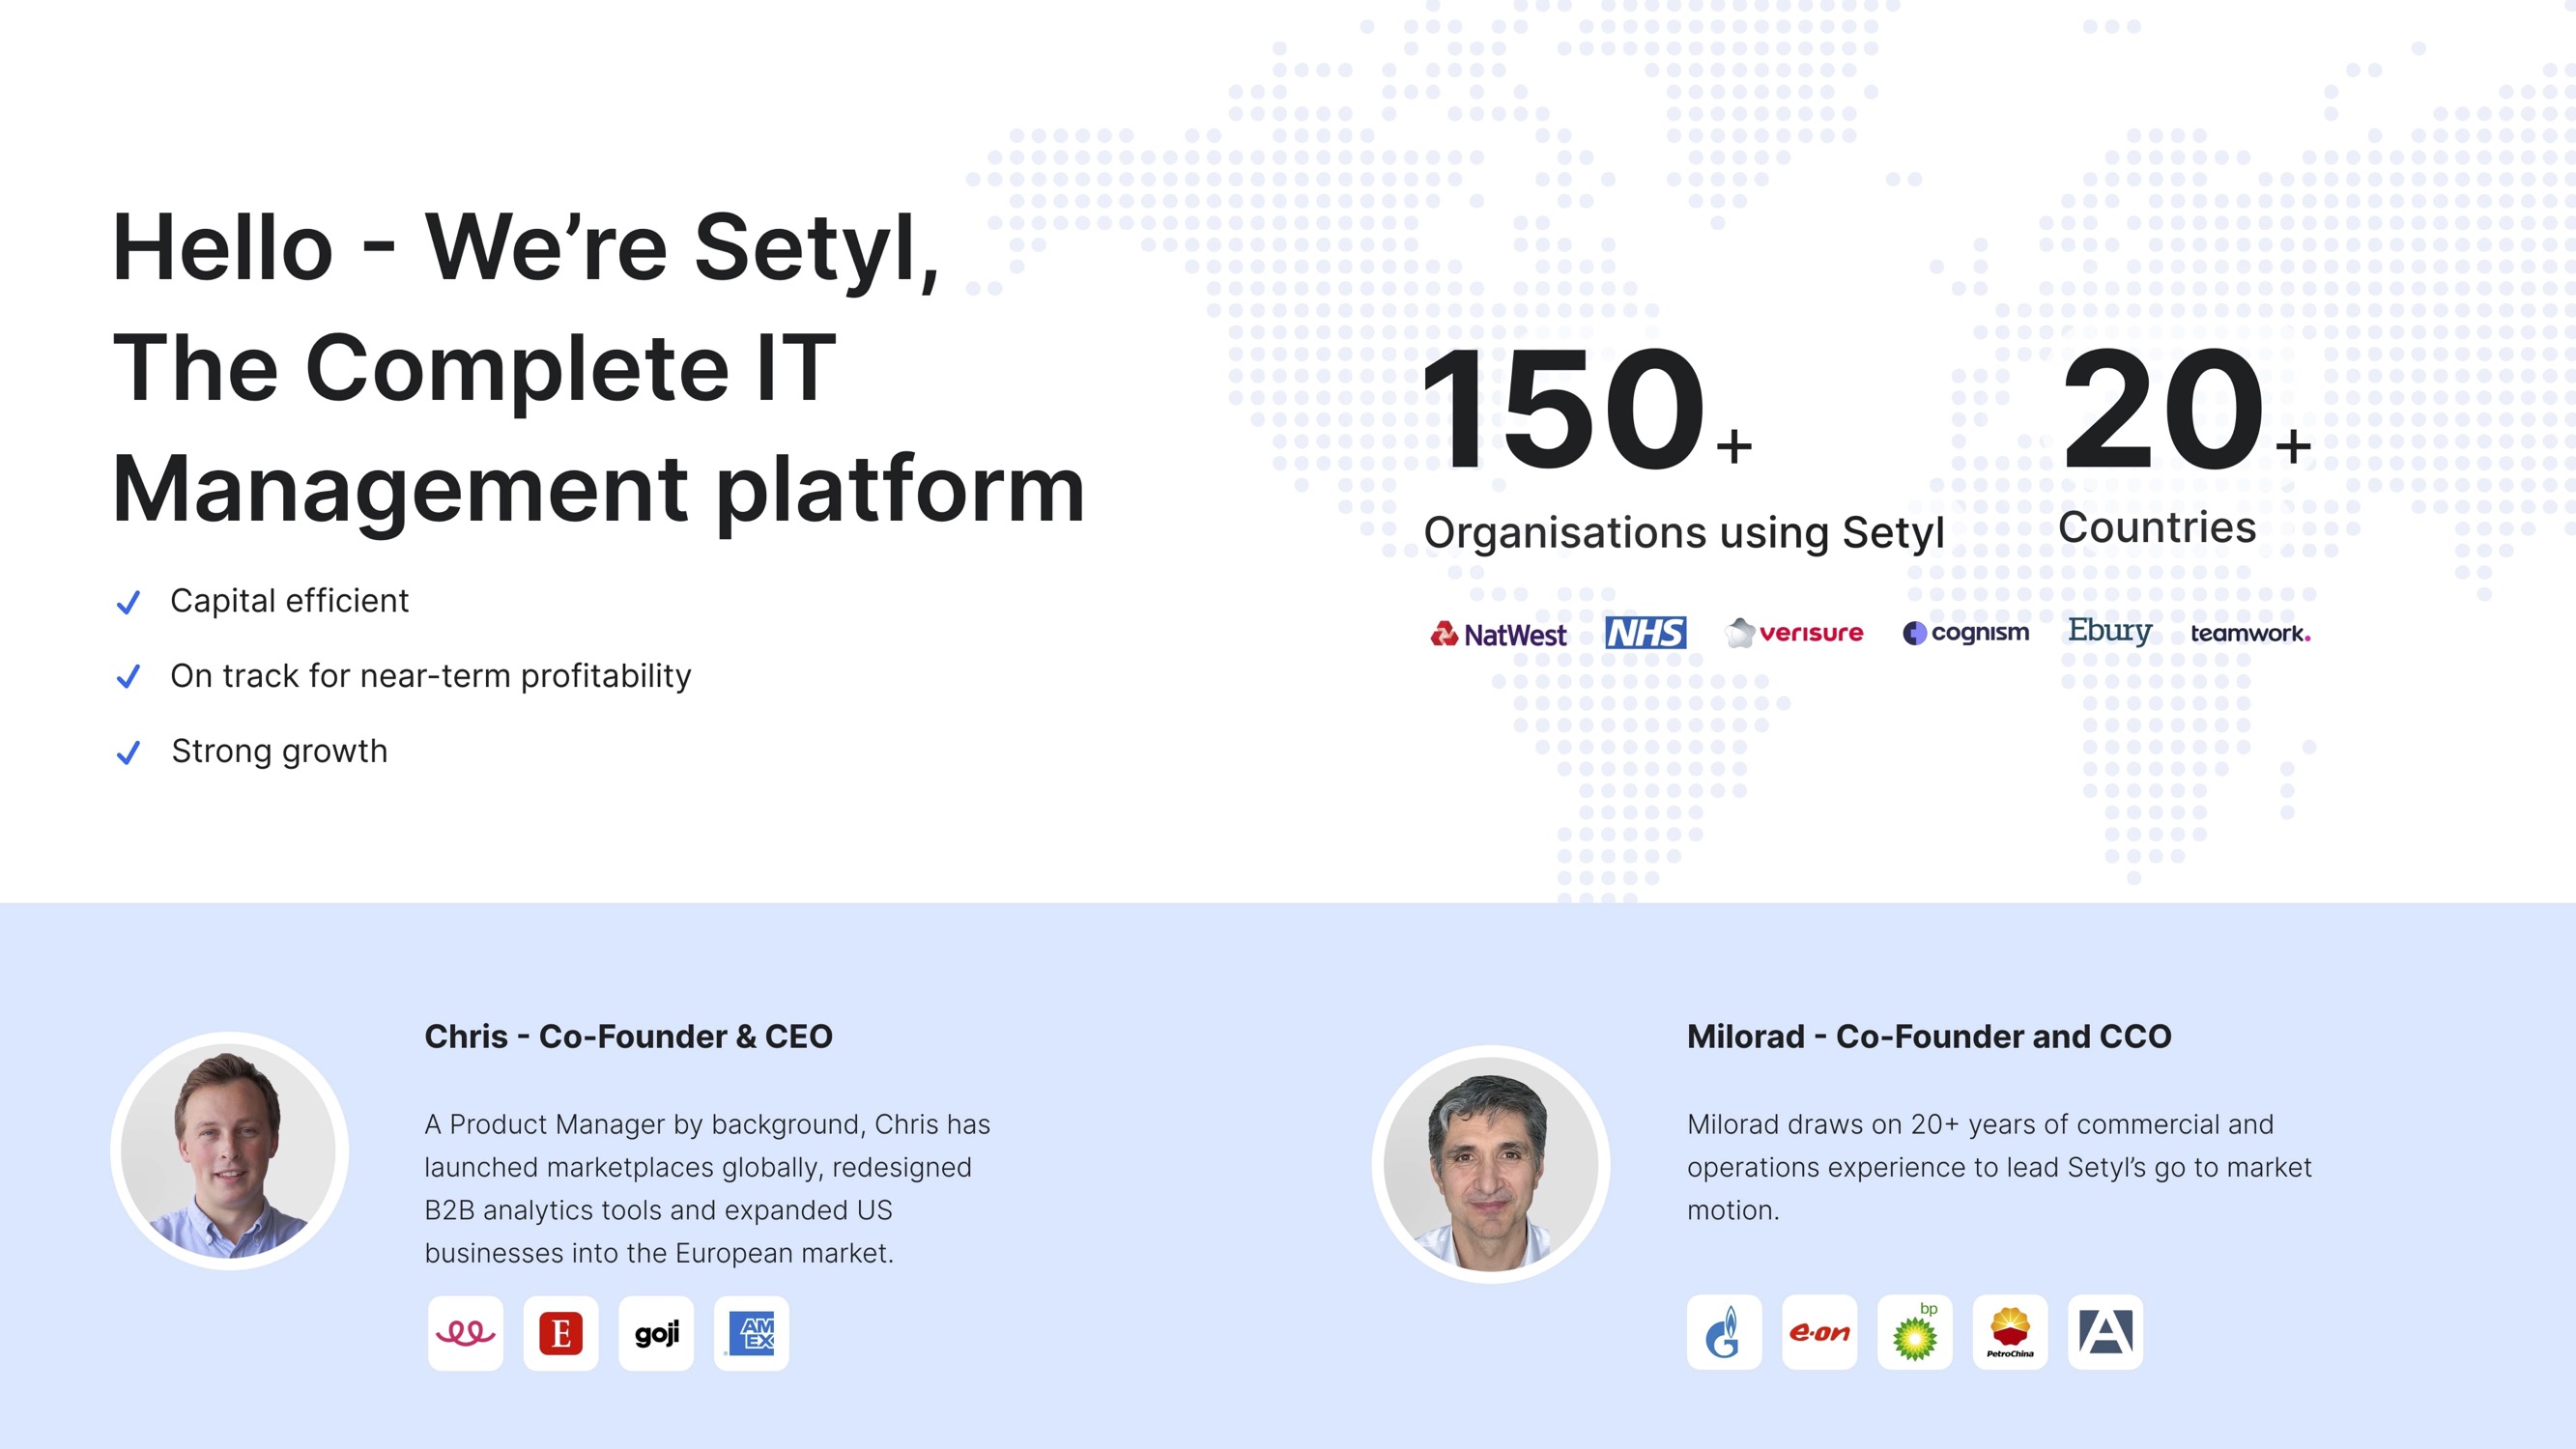 Hello - We’re Setyl,
The Complete IT
Management platform
Capital efficient
On track for near-term profitability
Strong growth
150+
Organisations using Setyl
20+
Countries
NatWest
NHS
verisure
cognism
Ebury
teamwork.
Chris - Co-Founder & CEO
A Product Manager by background, Chris has
launched marketplaces globally, redesigned
B2B analytics tools and expanded US
businesses into the European market.
E
goji
AM
EX
Milorad - Co-Founder and CCO
Milorad draws on 20+ years of commercial and
operations experience to lead Setyl’s go to market
motion.
e·on
bp
PetroChina
A